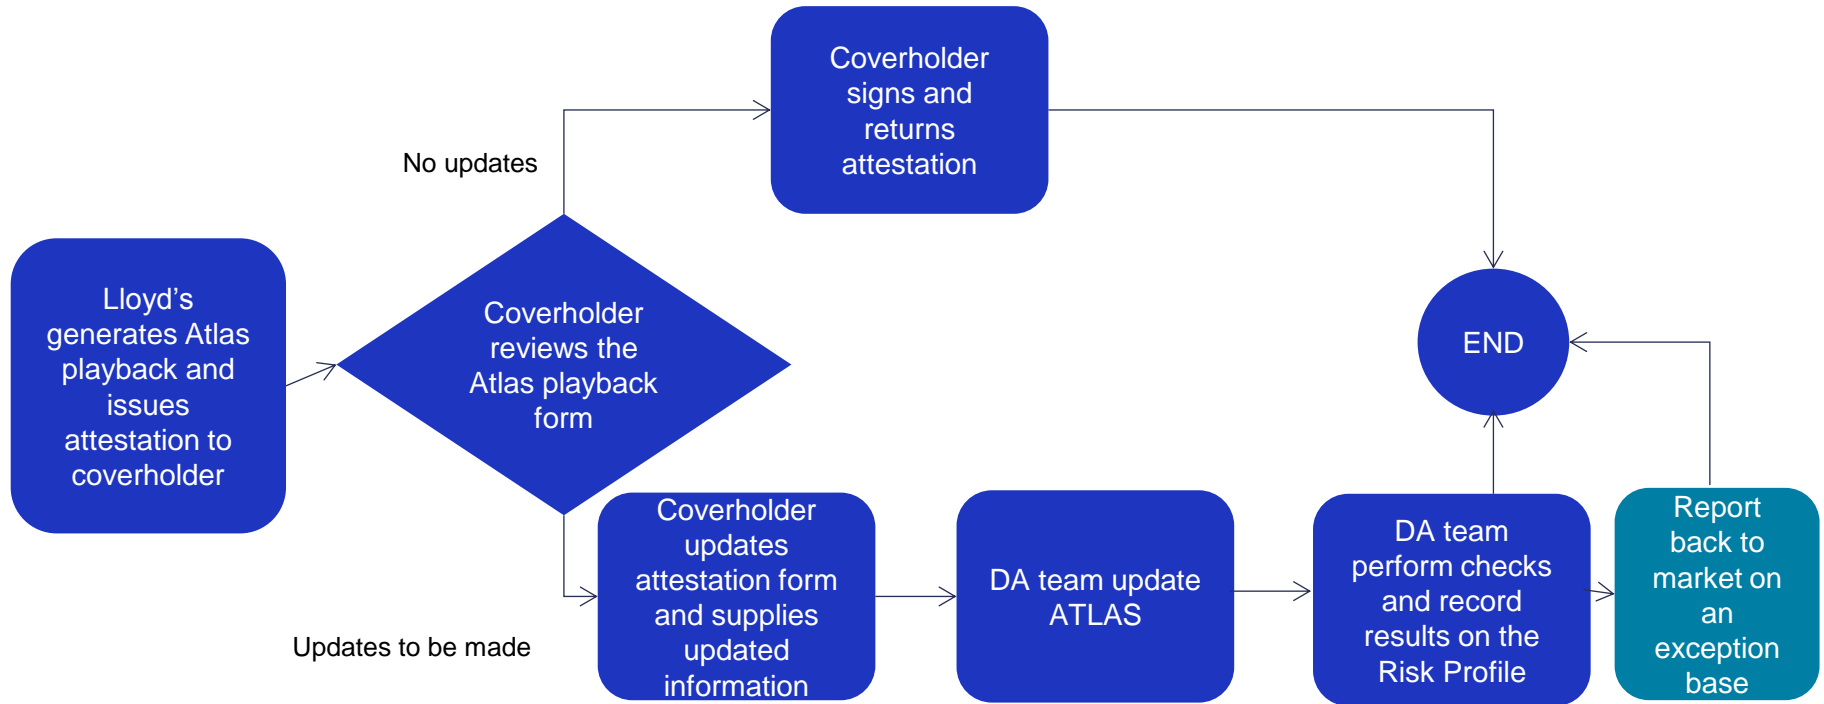 Coverholder
signs and
returns
attestation
No updates
Lloyd’s
generates Atlas
playback and
issues
attestation to
coverholder
Coverholder
reviews the
Atlas playback
form
END
Updates to be made
Coverholder
updates
attestation form
and supplies
updated
information
DA team update
ATLAS
DA team
perform checks
and record
results on the
Risk Profile
Report
back to
market on
an
exception
base